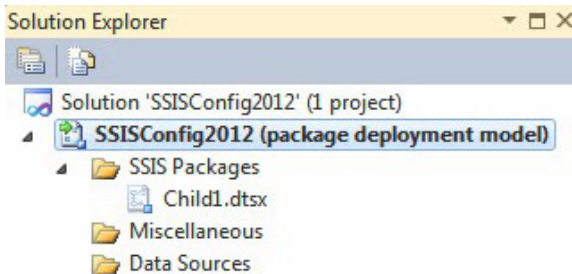 Solution Explorer
Solution 'SSISConfig2012' (1 project)
SSISConfig2012 (package deployment model)
SSIS Packages
Child1.dtsx
Miscellaneous
Data Sources